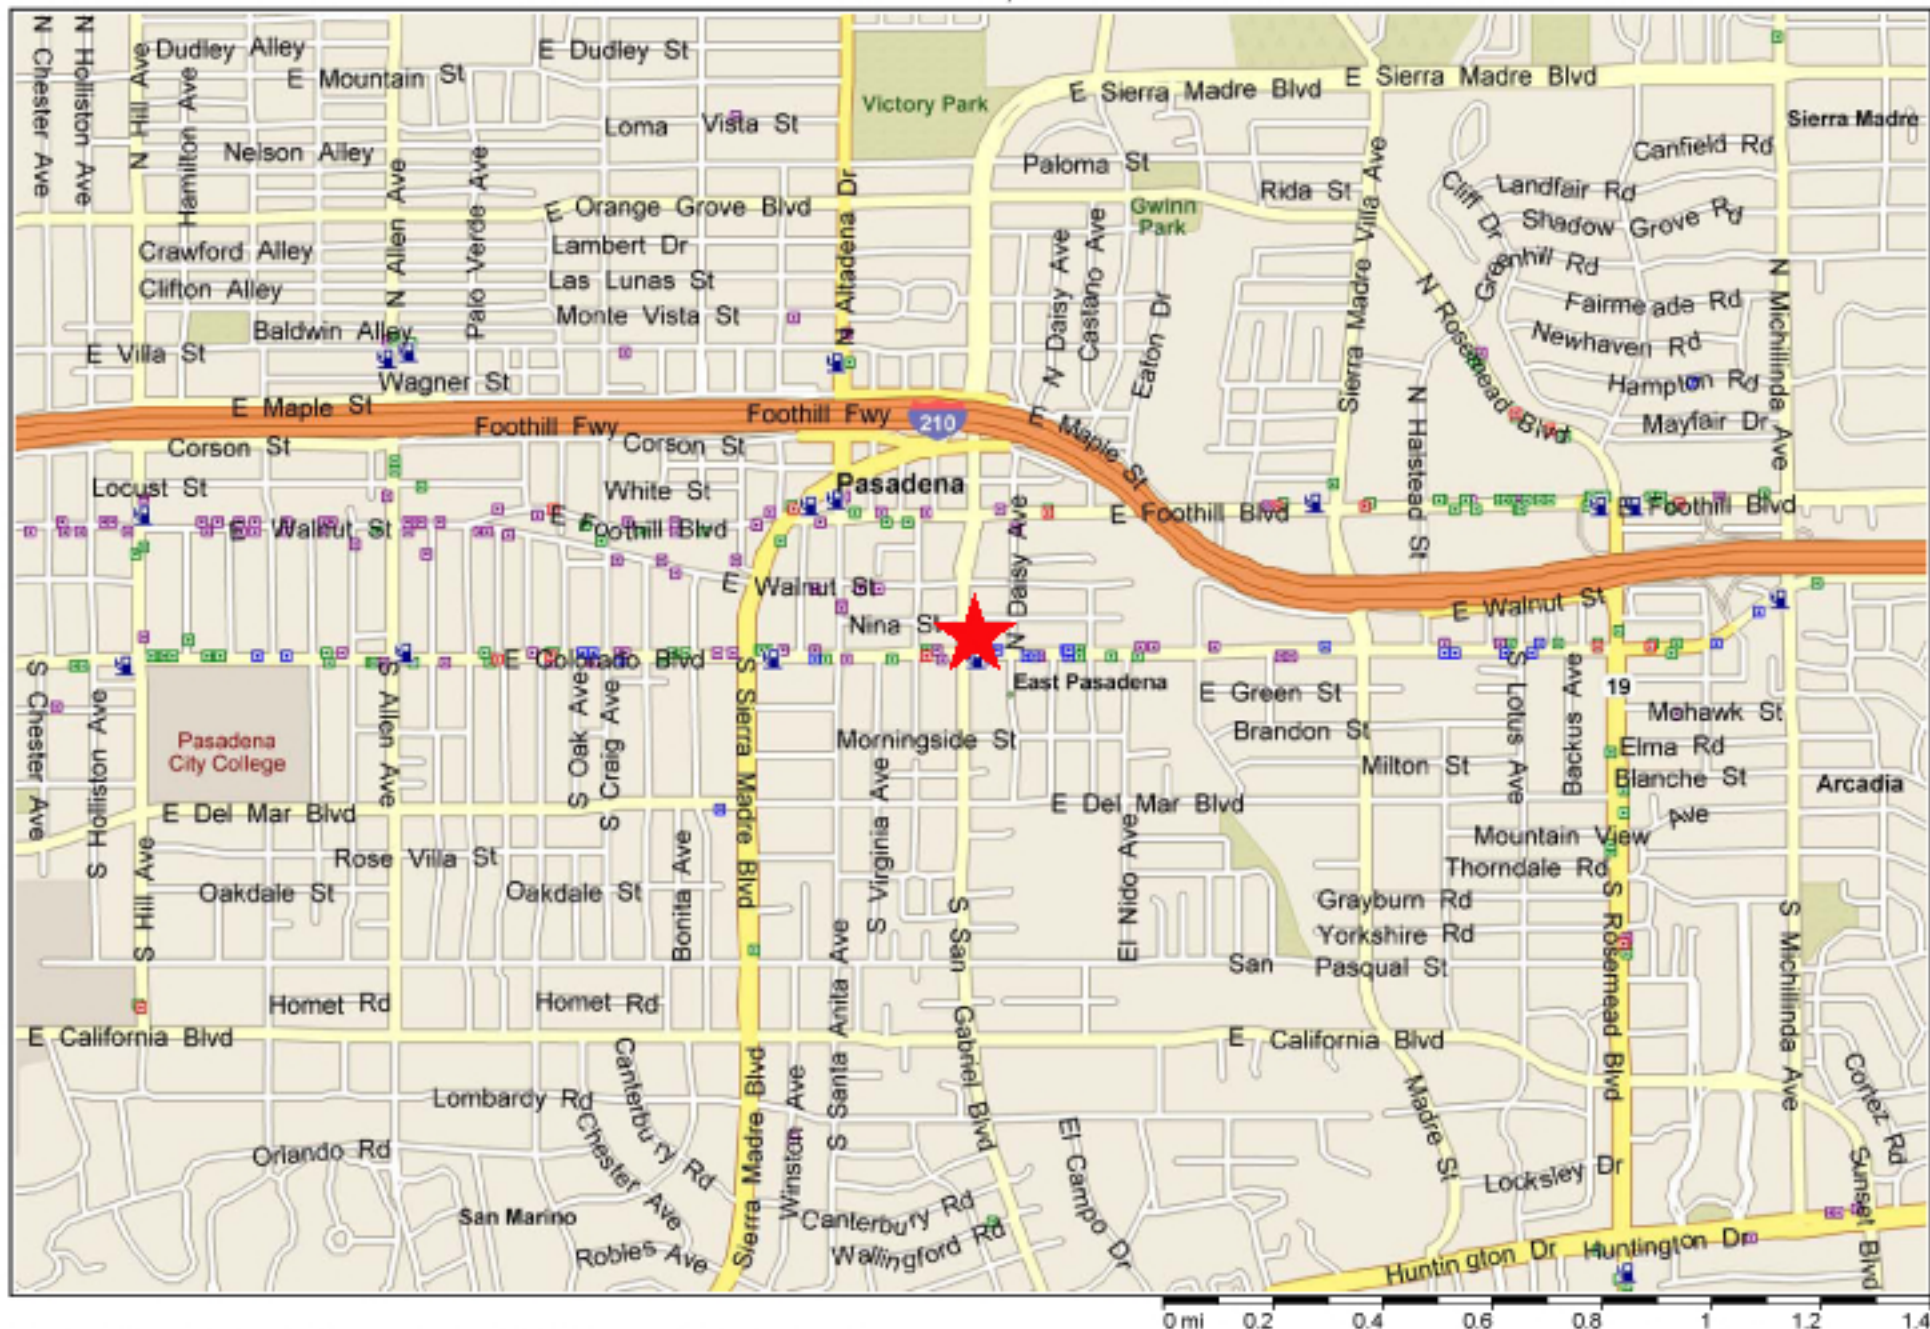 N Chester Ave
N Holliston Ave
N Hill Ave
Dudley Alley
Hamilton Ave
E Mountain St
E Dudley St
Loma Vista St
Nelson Alley
N Allen Ave
Palo Verde Ave
Victory Park
E Sierra Madre Blvd
E Sierra Madre Blvd
Sierra Madre
Canfield Rd
Paloma St
Rida St
Gwinn
Park
Sierra Madre Villa Ave
Cliff Dr
Landfair Rd
Shadow Grove Rd
Greenhill Rd
Fairmeade Rd
Newhaven Rd
Hampton Rd
Mayfair Dr
N Michillinda Ave
N Rosemead Blvd
E Orange Grove Blvd
N Altadena Dr
Crawford Alley
Lambert Dr
Clifton Alley
Las Lunas St
Baldwin Alley
Monte Vista St
E Villa St
Wagner St
N Daisy Ave
Castano Ave
Eaton Dr
N Halstead St
E Maple St
Foothill Fwy
Foothill Fwy
210
E Maple St
Corson St
Corson St
Locust St
White St
Pasadena
E Walnut St
E Foothill Blvd
E Foothill Blvd
E Foothill Blvd
E Walnut St
N Daisy Ave
E Walnut St
Nina St
E Colorado Blvd
East Pasadena
E Green St
19
Mohawk St
S Chester Ave
S Holliston Ave
Pasadena
City College
S Allen Ave
S Oak Ave
S Craig Ave
S Sierra Madre Blvd
Morningside St
Brandon St
Milton St
S Lotus Ave
Backus Ave
Elma Rd
Blanche St
Arcadia
E Del Mar Blvd
E Del Mar Blvd
Mountain View
Ave
Thorndale Rd
S Hill Ave
Rose Villa St
Oakdale St
Oakdale St
Bonita Ave
S Virginia Ave
El Nido Ave
Grayburn Rd
Yorkshire Rd
San Pasqual St
S San Gabriel Blvd
S Rosemead Blvd
S Michillinda Ave
Homet Rd
Homet Rd
S Santa Anita Ave
E California Blvd
E California Blvd
Lombardy Rd
Canterbury Rd
Chester Ave
Sierra Madre Blvd
Winston Ave
Orlando Rd
San Marino
Robles Ave
Canterbury Rd
Wallingford Rd
El Campo Dr
Madre St
Locksley Dr
Cortez Rd
Sunset Blvd
Huntington Dr
Huntington Dr
0 mi 0.2 0.4 0.6 0.8 1 1.2 1.4